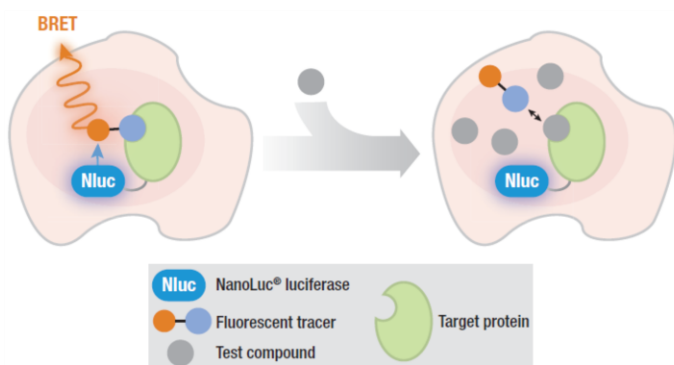 BRET
Nluc
Nluc
Nluc NanoLuc® luciferase
Fluorescent tracer
Target protein
Test compound